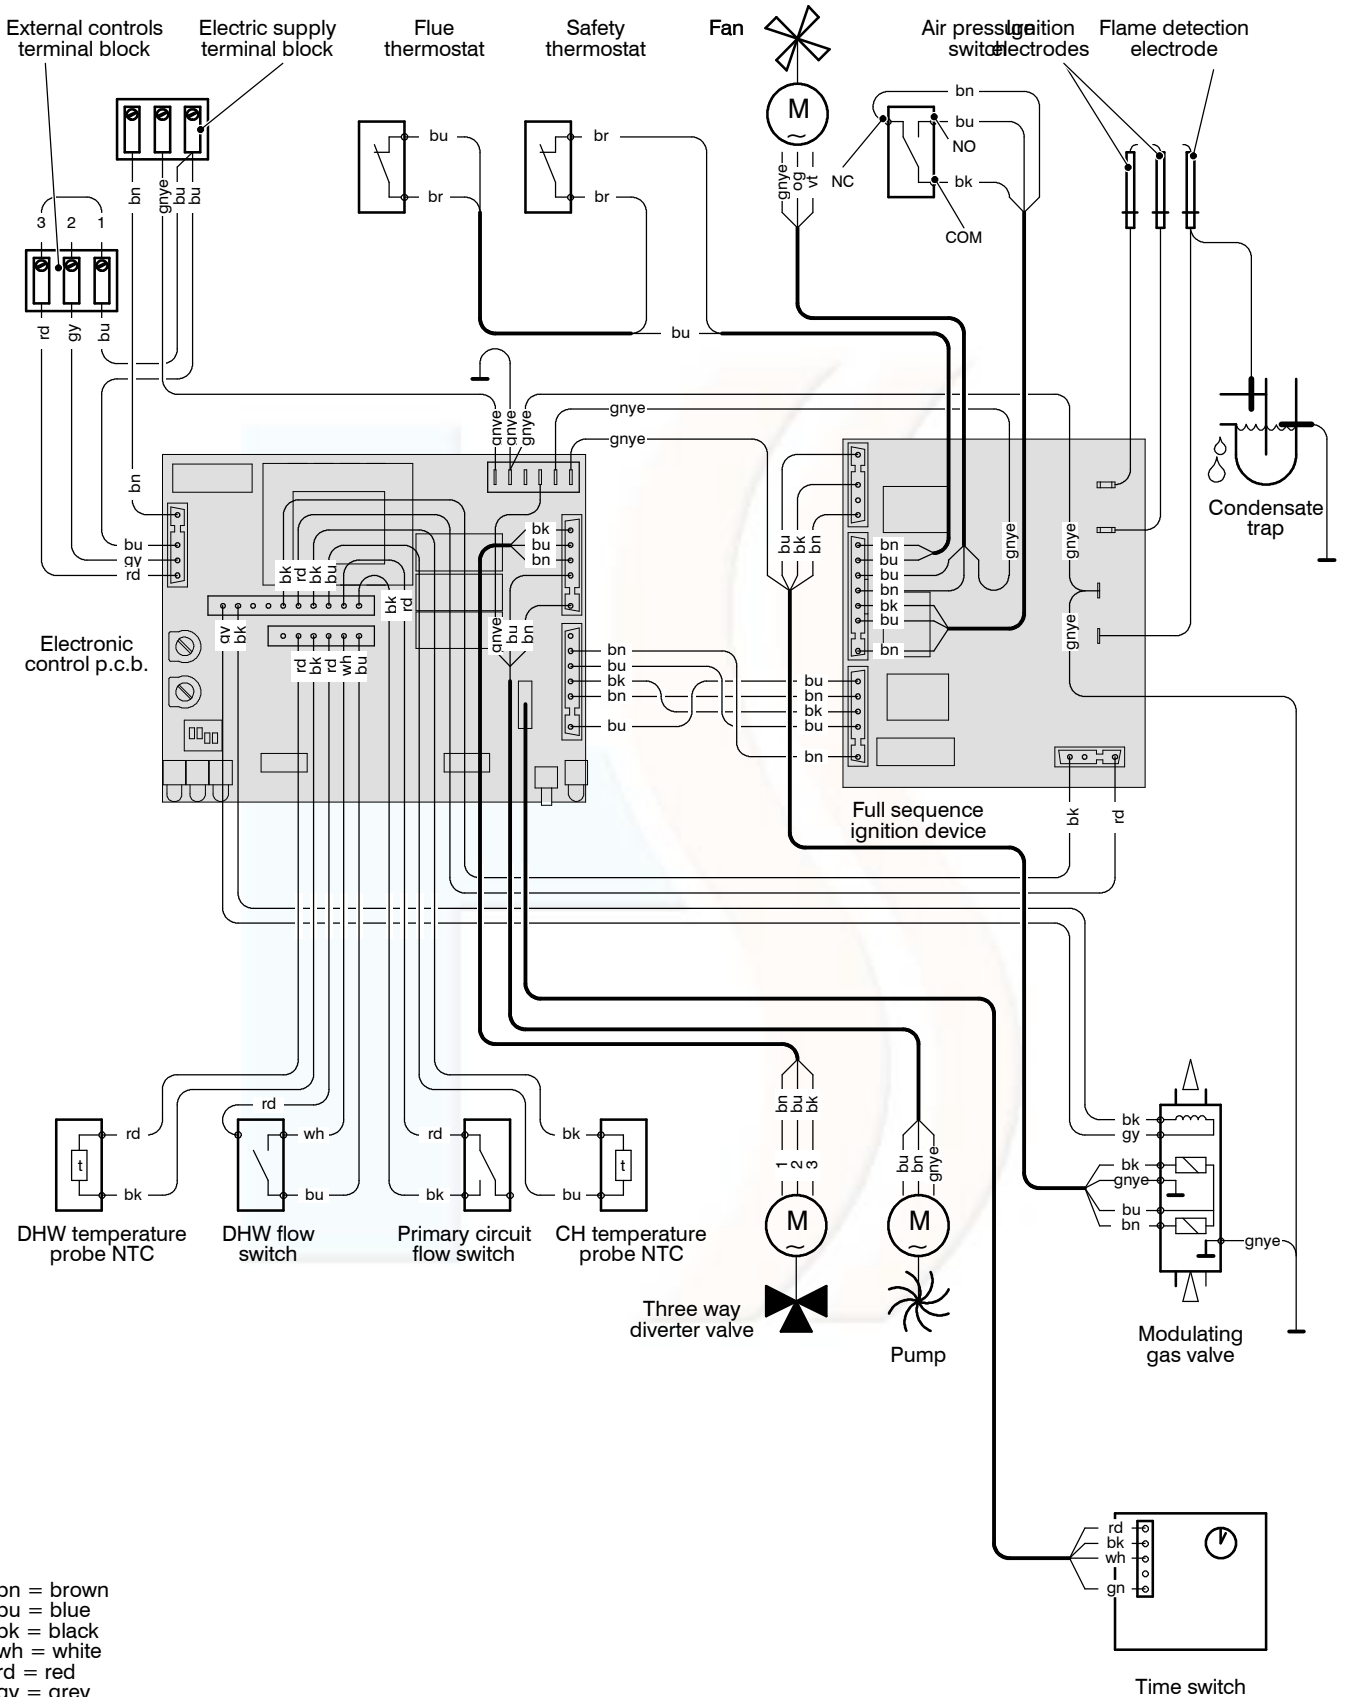 External controls
terminal block
Electric supply
terminal block
Flue
thermostat
Safety
thermostat
Fan
Air pressure
switch
Ignition
electrodes
Flame detection
electrode
M
~
gnye
og
vt
bn
bu
bk
NC
NO
COM
bu
br
br
br
bn
gnye
bu
bu
3
2
1
rd
gy
bu
bu
gnye
gnye
gnye
Condensate
trap
bn
bu
gy
rd
bk
rd
bk
bu
bk
rd
gy
bk
rd
bk
rd
wh
bu
bk
bu
bn
bu
bn
bu
bk
bn
bn
bu
bu
bn
bk
bu
bn
gnye
gnye
gnye
Electronic
control p.c.b.
bn
bu
bk
bn
bu
bu
bn
bk
bu
bn
Full sequence
ignition device
bk
rd
rd
bk
t
DHW temperature
probe NTC
rd
wh
bu
DHW flow
switch
rd
bk
Primary circuit
flow switch
bk
bu
t
CH temperature
probe NTC
bn
bu
bk
1
2
3
M
~
Three way
diverter valve
bu
bn
gnye
M
~
Pump
bk
gy
bk
gnye
bu
bn
gnye
Modulating
gas valve
rd
bk
wh
gn
Time switch
bn = brown
bu = blue
bk = black
wh = white
rd = red
gy = grey